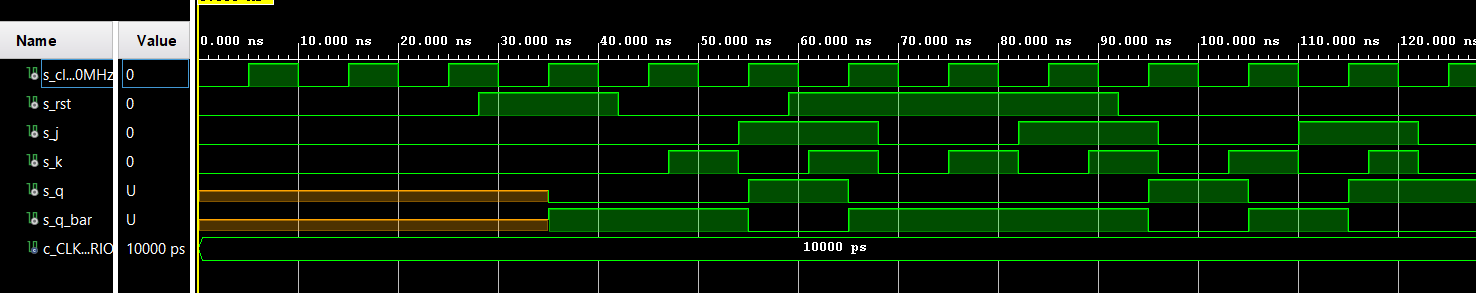 Name Value
0.000 ns 10.000 ns 20.000 ns 30.000 ns 40.000 ns 50.000 ns 60.000 ns 70.000 ns 80.000 ns 90.000 ns 100.000 ns 110.000 ns 120.000 ns
s_cl...0MHz 0
s_rst 0
s_j 0
s_k 0
s_q U
s_q_bar U
c_CLK...RIO 10000 ps 10000 ps